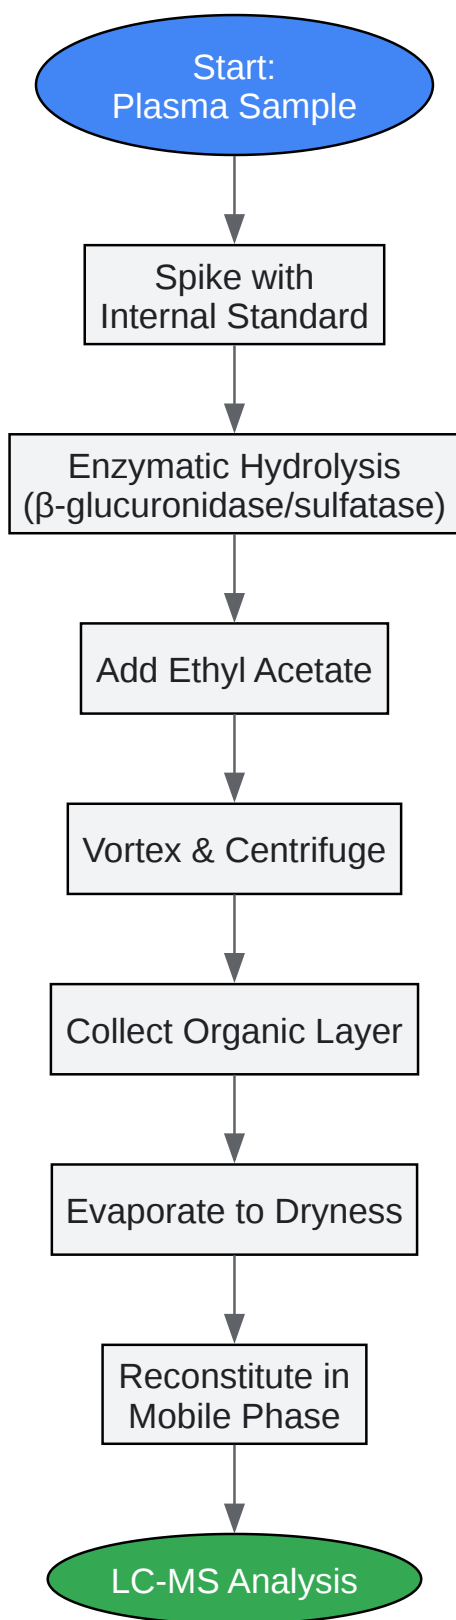 Start:
Plasma Sample
Spike with
Internal Standard
Enzymatic Hydrolysis
(β-glucuronidase/sulfatase)
Add Ethyl Acetate
Vortex & Centrifuge
Collect Organic Layer
Evaporate to Dryness
Reconstitute in
Mobile Phase
LC-MS Analysis